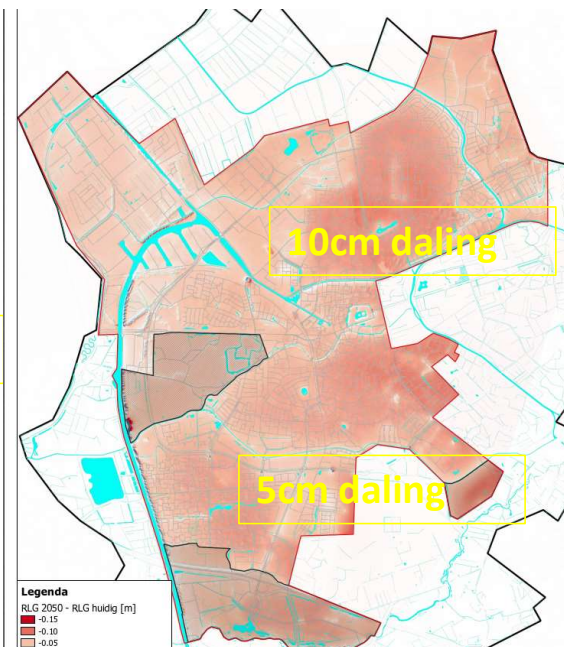 10cm daling
5cm daling
Legenda
RLG 2050 - RLG huidig [m]
-0.15
-0.10
-0.05